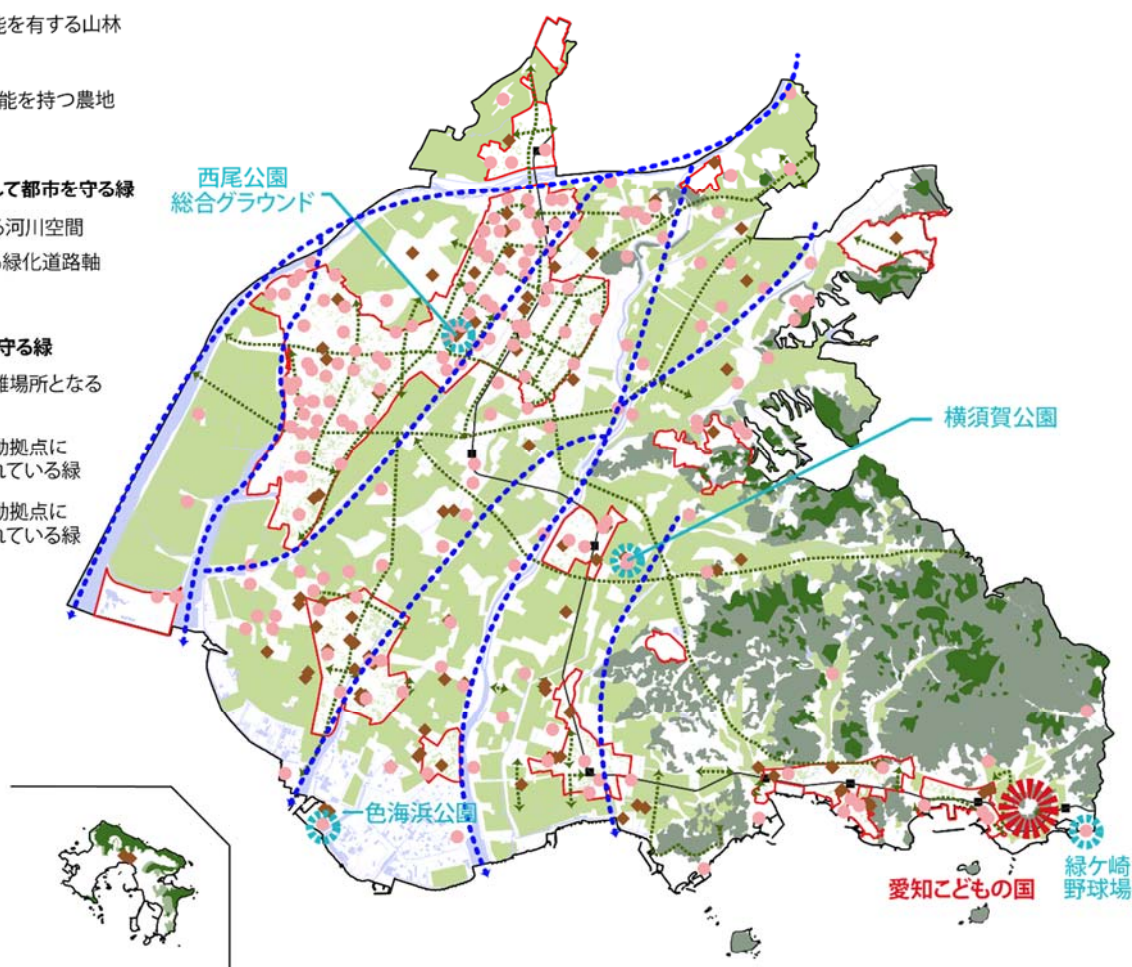 能を有する山林
能を持つ農地
して都市を守る緑
る河川空間
る緑化道路軸
守る緑
難場所となる
動拠点に
れている緑
動拠点に
れている緑
西尾公園
総合グラウンド
横須賀公園
一色海浜公園
愛知こどもの国
緑ケ崎
野球場